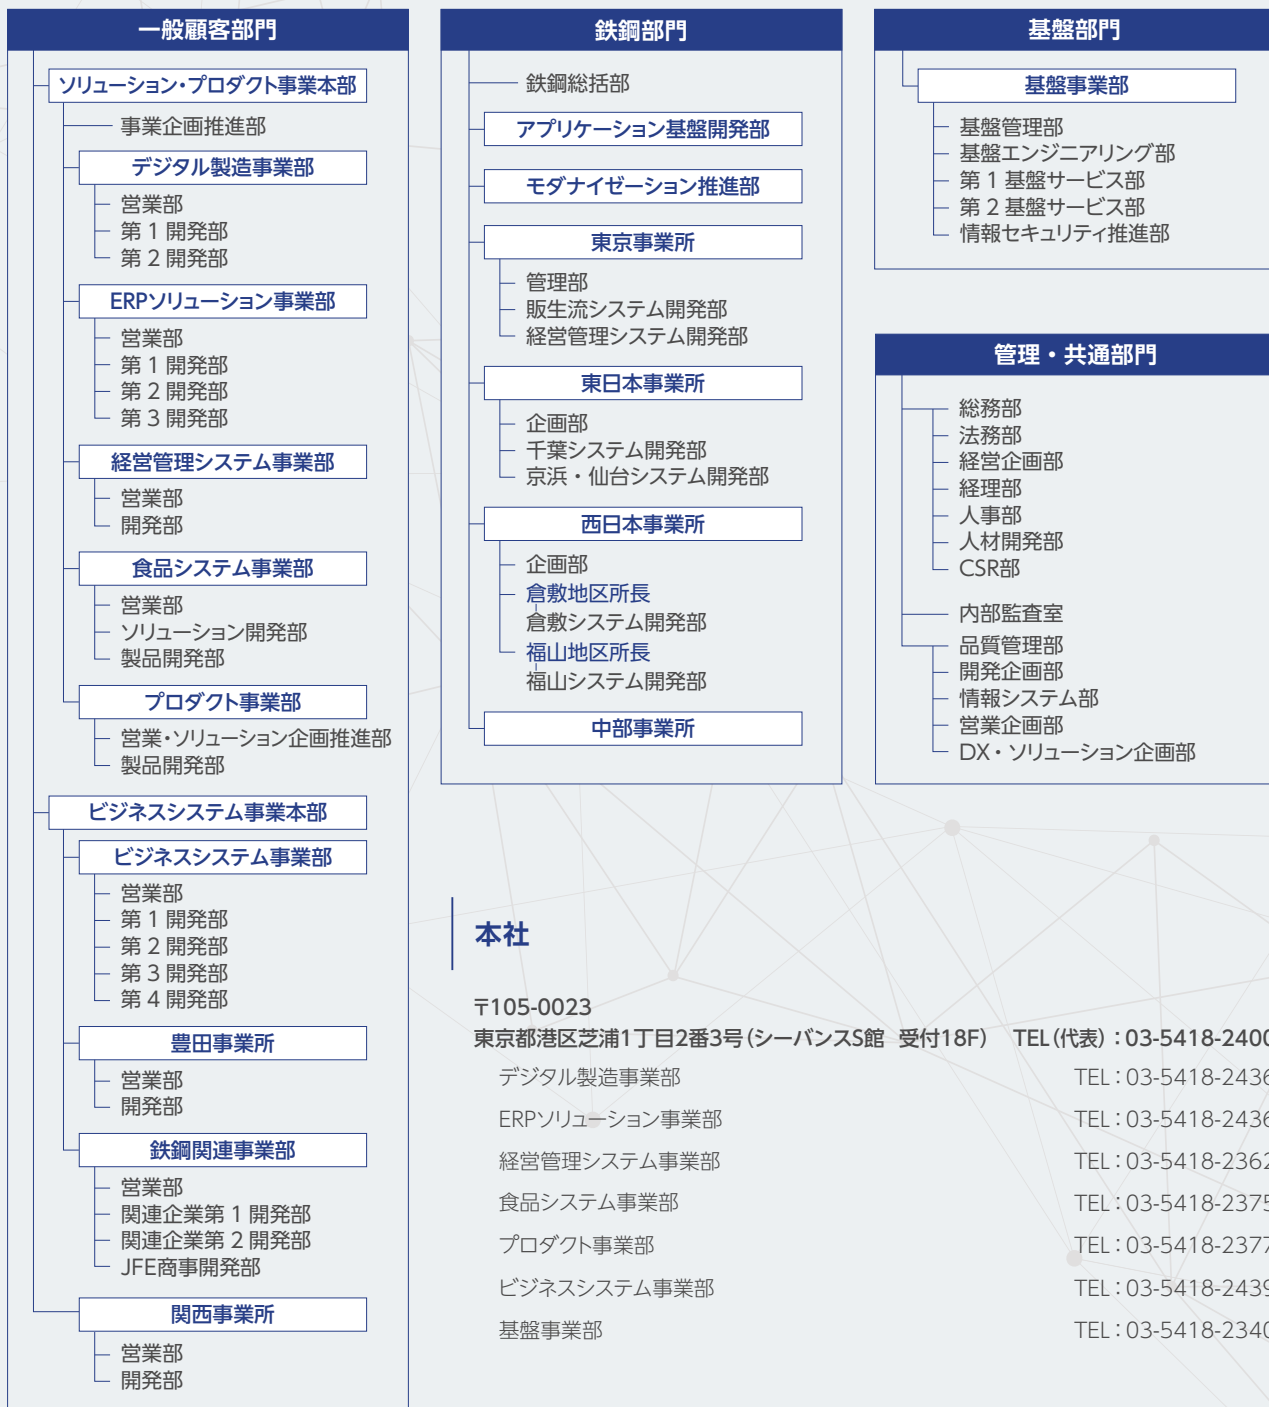 一般顧客部門
ソリューション・プロダクト事業本部
事業企画推進部
デジタル製造事業部
営業部
第1開発部
第2開発部
ERPソリューション事業部
営業部
第1開発部
第2開発部
第3開発部
経営管理システム事業部
営業部
開発部
食品システム事業部
営業部
ソリューション開発部
製品開発部
プロダクト事業部
営業・ソリューション企画推進部
製品開発部
ビジネスシステム事業本部
ビジネスシステム事業部
営業部
第1開発部
第2開発部
第3開発部
第4開発部
豊田事業所
営業部
開発部
鉄鋼関連事業部
営業部
関連企業第1開発部
関連企業第2開発部
JFE商事開発部
関西事業所
営業部
開発部
鉄鋼部門
鉄鋼総括部
アプリケーション基盤開発部
モダナイゼーション推進部
東京事業所
管理部
販生流システム開発部
経営管理システム開発部
東日本事業所
企画部
千葉システム開発部
京浜・仙台システム開発部
西日本事業所
企画部
倉敷地区所長
倉敷システム開発部
福山地区所長
福山システム開発部
中部事業所
基盤部門
基盤事業部
基盤管理部
基盤エンジニアリング部
第1基盤サービス部
第2基盤サービス部
情報セキュリティ推進部
管理・共通部門
総務部
法務部
経営企画部
経理部
人事部
人材開発部
CSR部
内部監査室
品質管理部
開発企画部
情報システム部
営業企画部
DX・ソリューション企画部
本社
〒105-0023
東京都港区芝浦1丁目2番3号(シーバンスS館 受付18F) TEL(代表):03-5418-2400
デジタル製造事業部 TEL:03-5418-2436
ERPソリューション事業部 TEL:03-5418-2436
経営管理システム事業部 TEL:03-5418-2362
食品システム事業部 TEL:03-5418-2375
プロダクト事業部 TEL:03-5418-2377
ビジネスシステム事業部 TEL:03-5418-2439
基盤事業部 TEL:03-5418-2340